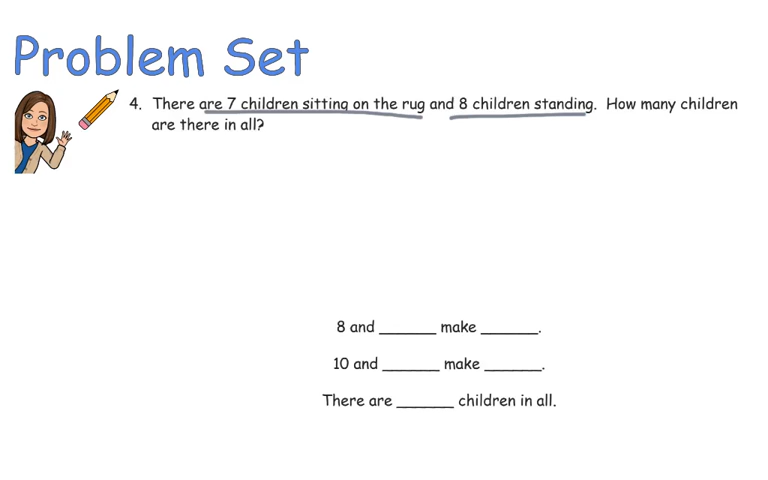 Problem Set
4. There are 7 children sitting on the rug and 8 children standing. How many children
are there in all?
8 and ______ make ______.
10 and ______ make ______.
There are ______ children in all.